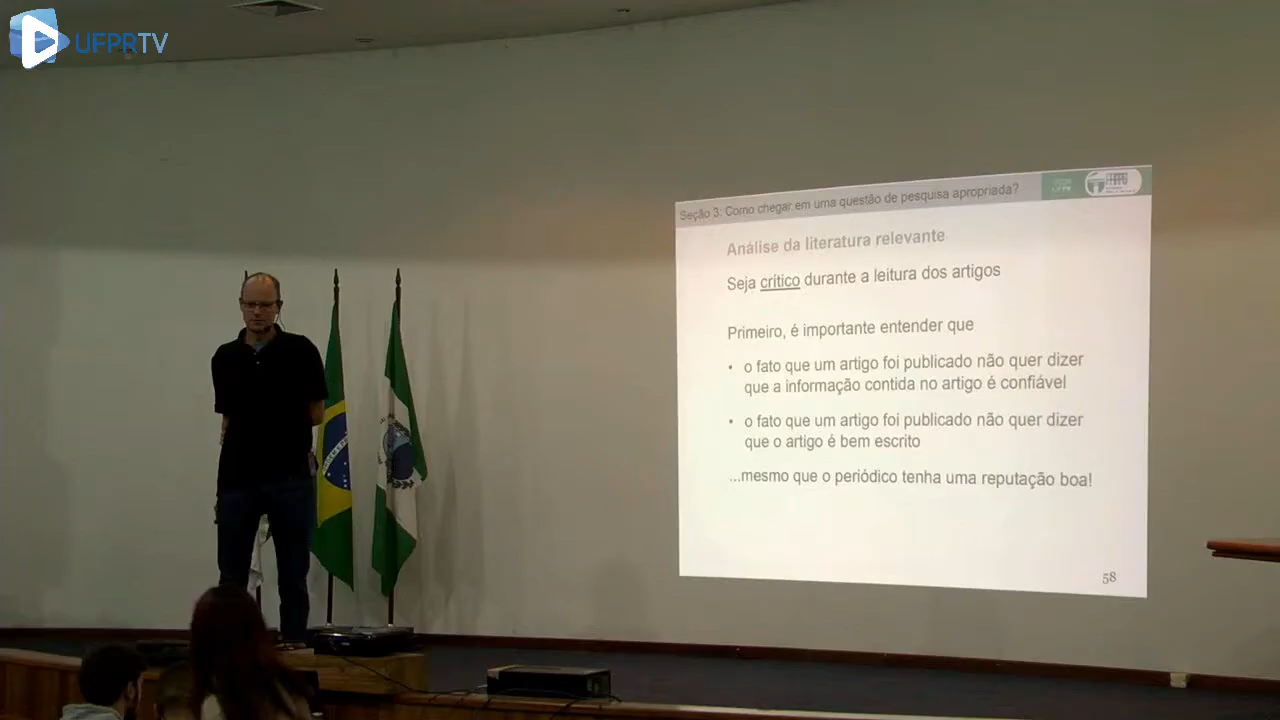 UFPRTV
Seção 3: Como chegar em uma questão de pesquisa apropriada?
UFPR
Análise da literatura relevante
Seja crítico durante a leitura dos artigos
Primeiro, é importante entender que
• o fato que um artigo foi publicado não quer dizer
que a informação contida no artigo é confiável
• o fato que um artigo foi publicado não quer dizer
que o artigo é bem escrito
...mesmo que o periódico tenha uma reputação boa!
58